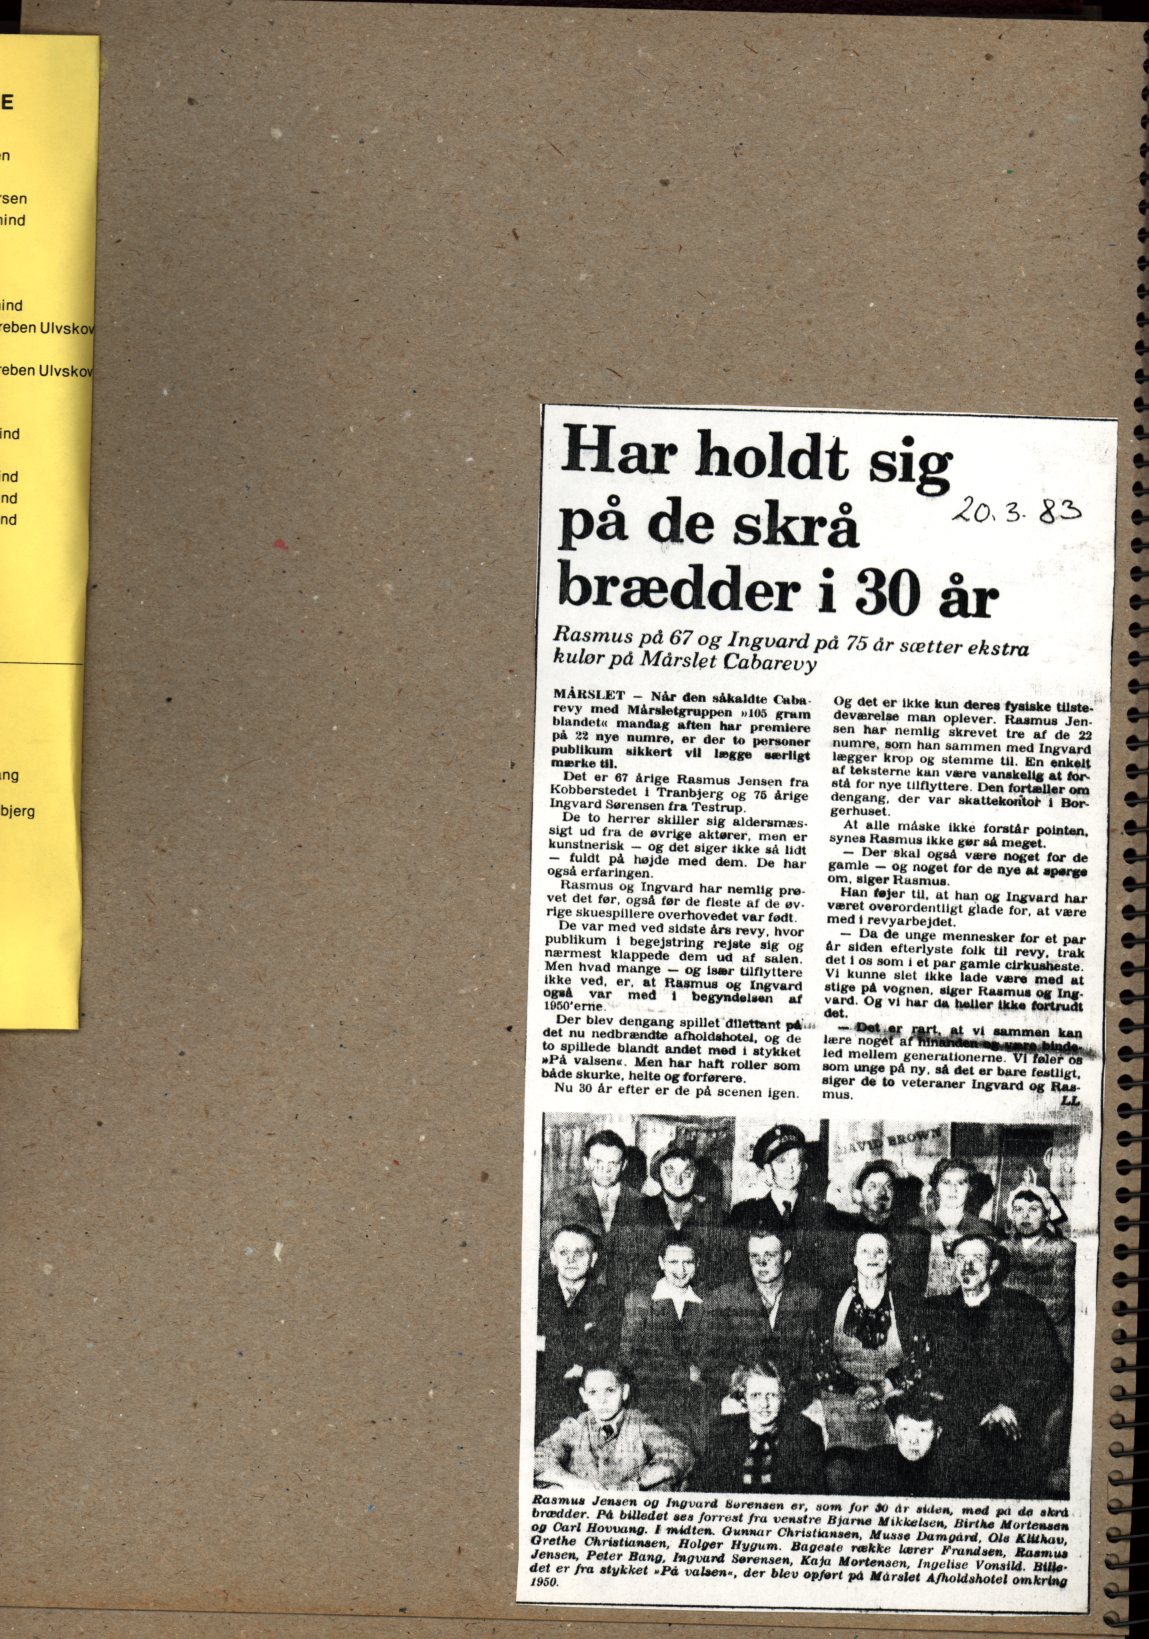 E
en
rsen
nind
nind
reben Ulvskov
reben Ulvskov
ind
ind
nd
nd
ang
bjerg
Har holdt sig
på de skrå
20.3.83
brædder i 30 år
Rasmus på 67 og Ingvard på 75 år sætter ekstra
kulør på Mårslet Cabarevy
MÅRSLET — Når den såkaldte Caba-
revy med Mårsletgruppen »105 gram
blandet« mandag aften har premiere
på 22 nye numre, er der to personer
publikum sikkert vil lægge særligt
mærke til.
Det er 67 årige Rasmus Jensen fra
Kobberstedet i Tranbjerg og 75 årige
Ingvard Sørensen fra Testrup.
De to herrer skiller sig aldersmæs-
sigt ud fra de øvrige aktører, men er
kunstnerisk — og det siger ikke så lidt
— fuldt på højde med dem. De har
også erfaringen.
Rasmus og Ingvard har nemlig prø-
vet det før, også før de fleste af de øv-
rige skuespillere overhovedet var født.
De var med ved sidste års revy, hvor
publikum i begejstring rejste sig og
nærmest klappede dem ud af salen.
Men hvad mange — og især tilflyttere
ikke ved, er, at Rasmus og Ingvard
også var med i begyndelsen af
1950'erne.
Der blev dengang spillet dilettant på
det nu nedbrændte afholdshotel, og de
to spillede blandt andet med i stykket
»På valsen«. Men har haft roller som
både skurke, helte og forførere.
Nu 30 år efter er de på scenen igen.
Og det er ikke kun deres fysiske tilste-
deværelse man oplever. Rasmus Jen-
sen har nemlig skrevet tre af de 22
numre, som han sammen med Ingvard
lægger krop og stemme til. En enkelt
af teksterne kan være vanskelig at for-
stå for nye tilflyttere. Den fortæller om
dengang, der var skattekontor i Bor-
gerhuset.
At alle måske ikke forstår pointen,
synes Rasmus ikke gør så meget.
— Der skal også være noget for de
gamle — og noget for de nye at spørge
om, siger Rasmus.
Han føjer til, at han og Ingvard har
været overordentligt glade for, at være
med i revyarbejdet.
— Da de unge mennesker for et par
år siden efterlyste folk til revy, trak
det i os som i et par gamle cirkusheste.
Vi kunne slet ikke lade være med at
stige på vognen, siger Rasmus og Ing-
vard. Og vi har da heller ikke fortrudt
det.
— Det er rart, at vi sammen kan
lære noget af hinanden og være binde-
led mellem generationerne. Vi føler os
som unge på ny, så det er bare festligt,
siger de to veteraner Ingvard og Ras-
mus.
LL
DAVID BROWN
Rasmus Jensen og Ingvard Sørensen er, som for 30 år siden, med på de skrå
brædder. På billedet ses forrest fra venstre Bjarne Mikkelsen, Birthe Mortensen
og Carl Hovvang. I midten. Gunnar Christiansen, Musse Damgård, Ole Klithav,
Grethe Christiansen, Holger Hygum. Bageste række lærer Frandsen, Rasmus
Jensen, Peter Bang, Ingvard Sørensen, Kaja Mortensen, Ingelise Vonsild. Bille-
det er fra stykket »På valsen«, der blev opført på Mårslet Afholdshotel omkring
1950.